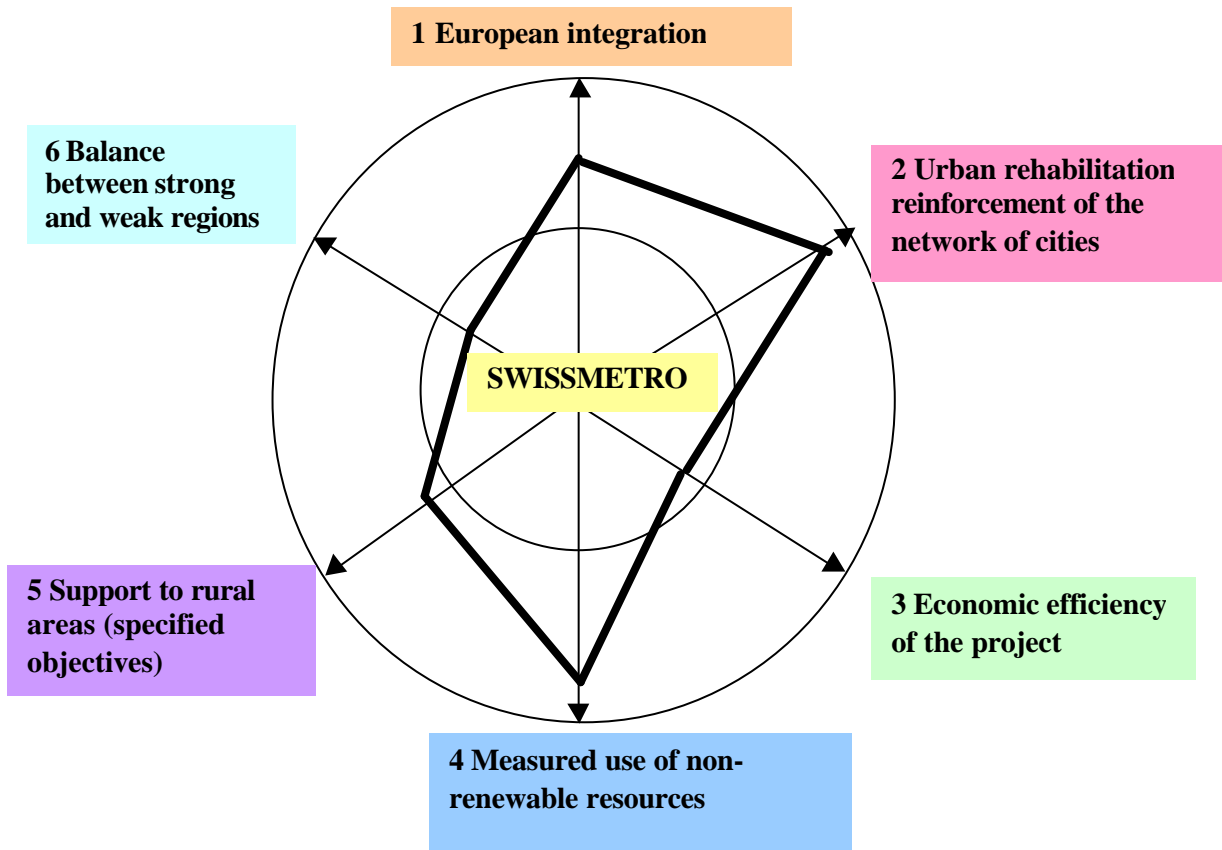 1 European integration
2 Urban rehabilitation
reinforcement of the
network of cities
3 Economic efficiency
of the project
4 Measured use of non-
renewable resources
5 Support to rural
areas (specified
objectives)
6 Balance
between strong
and weak regions
SWISSMETRO